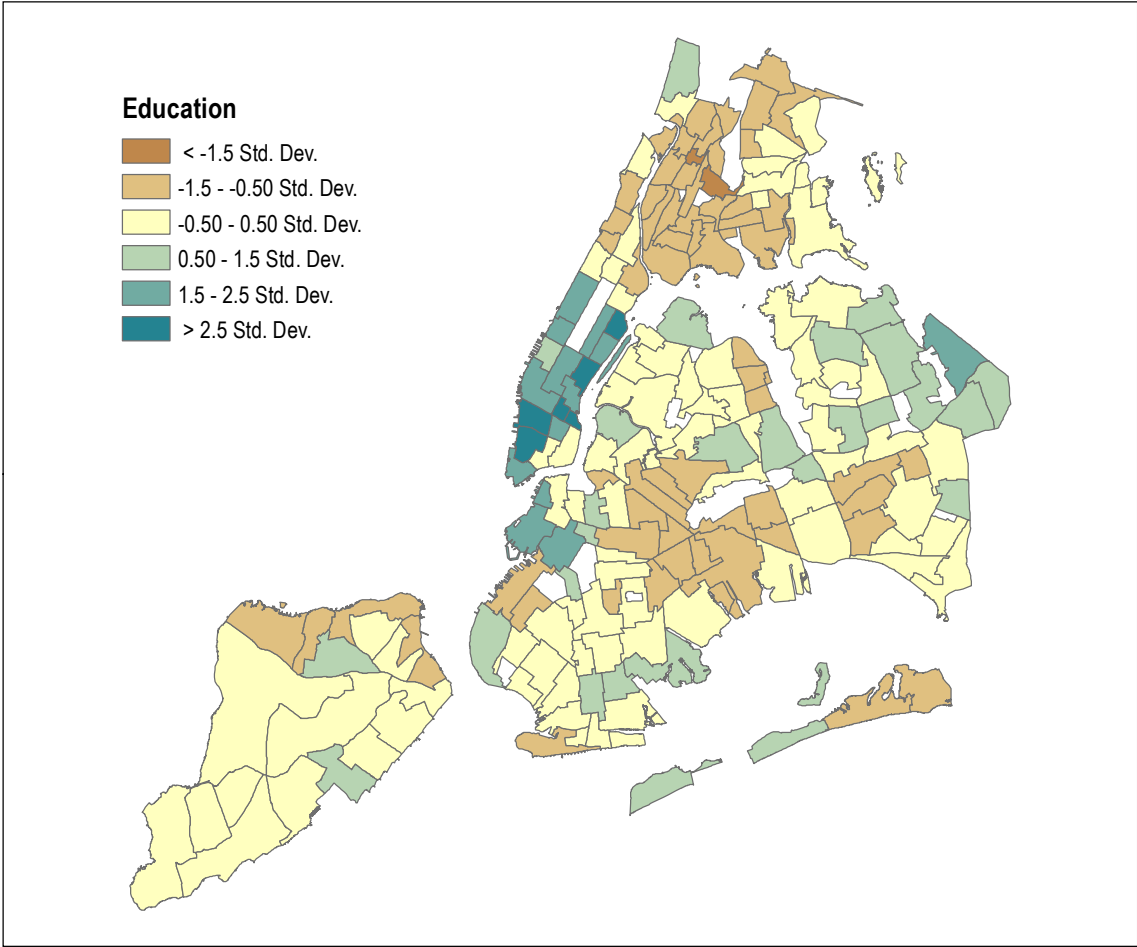 Education
< -1.5 Std. Dev.
-1.5 - -0.50 Std. Dev.
-0.50 - 0.50 Std. Dev.
0.50 - 1.5 Std. Dev.
1.5 - 2.5 Std. Dev.
> 2.5 Std. Dev.